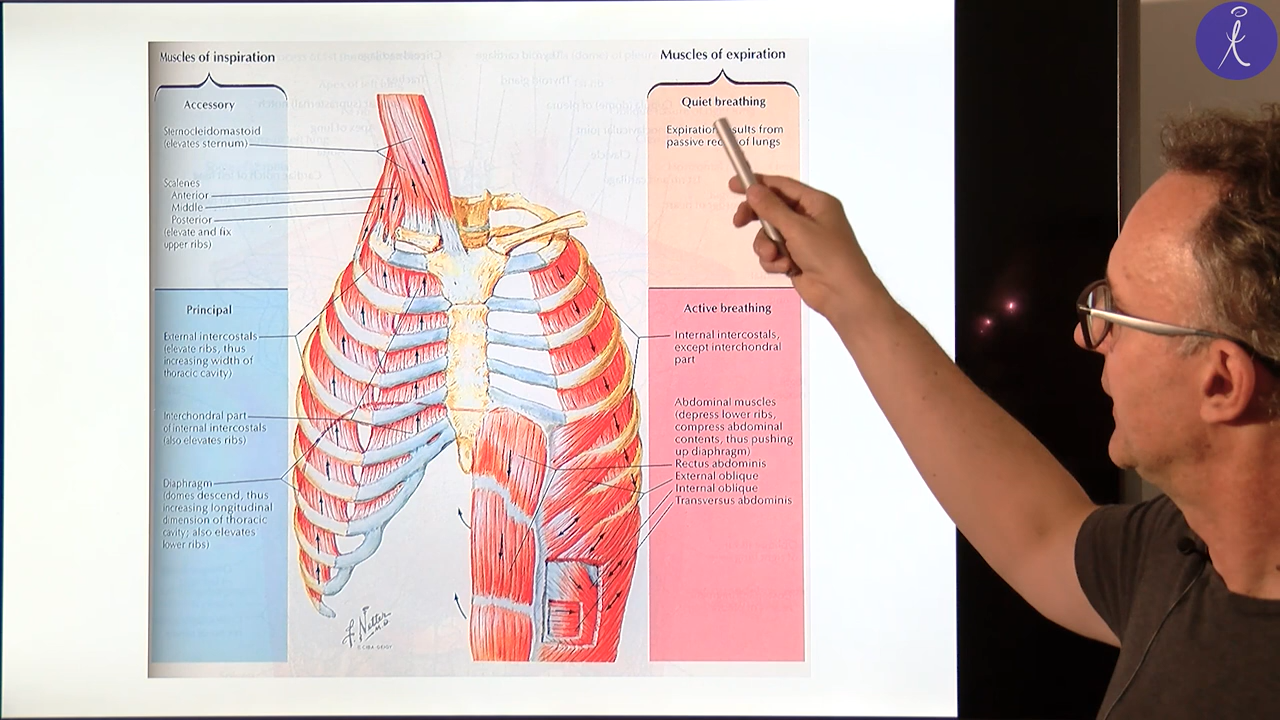 Muscles of inspiration
Accessory
Sternocleidomastoid
(elevates sternum)
Scalenes
Anterior
Middle
Posterior
(elevate and fix
upper ribs)
Principal
External intercostals
(elevate ribs, thus
increasing width of
thoracic cavity)
Interchondral part
of internal intercostals
(also elevates ribs)
Diaphragm
(domes descend, thus
increasing longitudinal
dimension of thoracic
cavity; also elevates
lower ribs)
F. Netter
M.D.
© CIBA-GEIGY
Muscles of expiration
Quiet breathing
from
passive of lungs
Active breathing
Internal intercostals,
except interchondral
part
Abdominal muscles
(depress lower ribs,
compress abdominal
contents, thus pushing
up diaphragm)
Rectus abdominis
External oblique
Internal oblique
Transversus abdominis